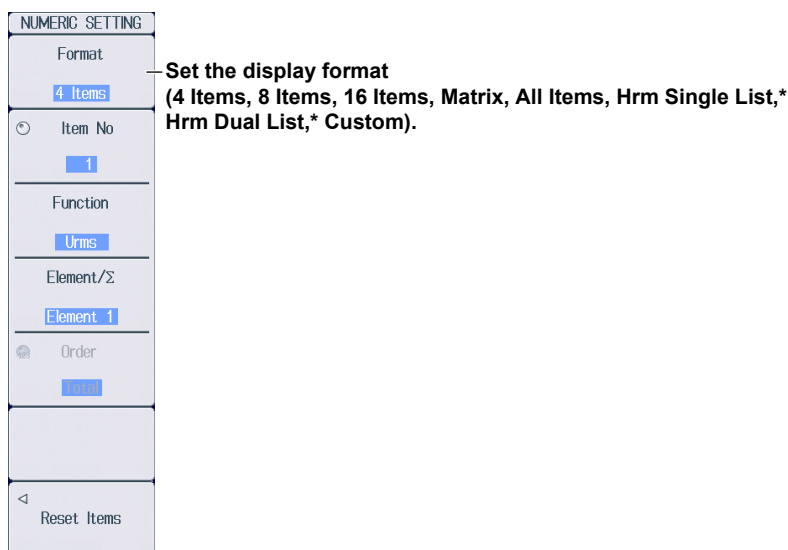 NUMERIC SETTING
Format
4 Items
Set the display format
(4 Items, 8 Items, 16 Items, Matrix, All Items, Hrm Single List,*
Hrm Dual List,* Custom).
Item No
1
Function
Urms
Element/Σ
Element 1
Order
Total
Reset Items